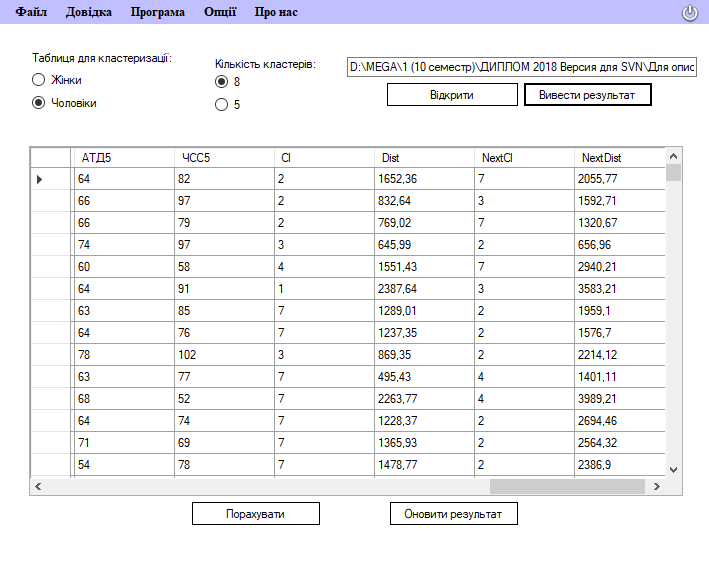 Файл Довідка Програма Опції Про нас
Таблиця для кластеризації:
Жінки
Чоловіки
Кількість кластерів:
8
5
D:\MEGA\1 (10 семестр)\ДИПЛОМ 2018 Версия для SVN\Для опис
Відкрити Вивести результат
АТД5 ЧСС5 Cl Dist NextCl NextDist
64 82 2 1652,36 7 2055,77
66 97 2 832,64 3 1592,71
66 79 2 769,02 7 1320,67
74 97 3 645,99 2 656,96
60 58 4 1551,43 7 2940,21
64 91 1 2387,64 3 3583,21
63 85 7 1289,01 2 1959,1
64 76 7 1237,35 2 1576,7
78 102 3 869,35 2 2214,12
63 77 7 495,43 4 1401,11
68 52 7 2263,77 4 3989,21
64 74 7 1228,37 2 2694,46
71 69 7 1365,93 2 2564,32
54 78 7 1478,77 2 2386,9
Порахувати Оновити результат